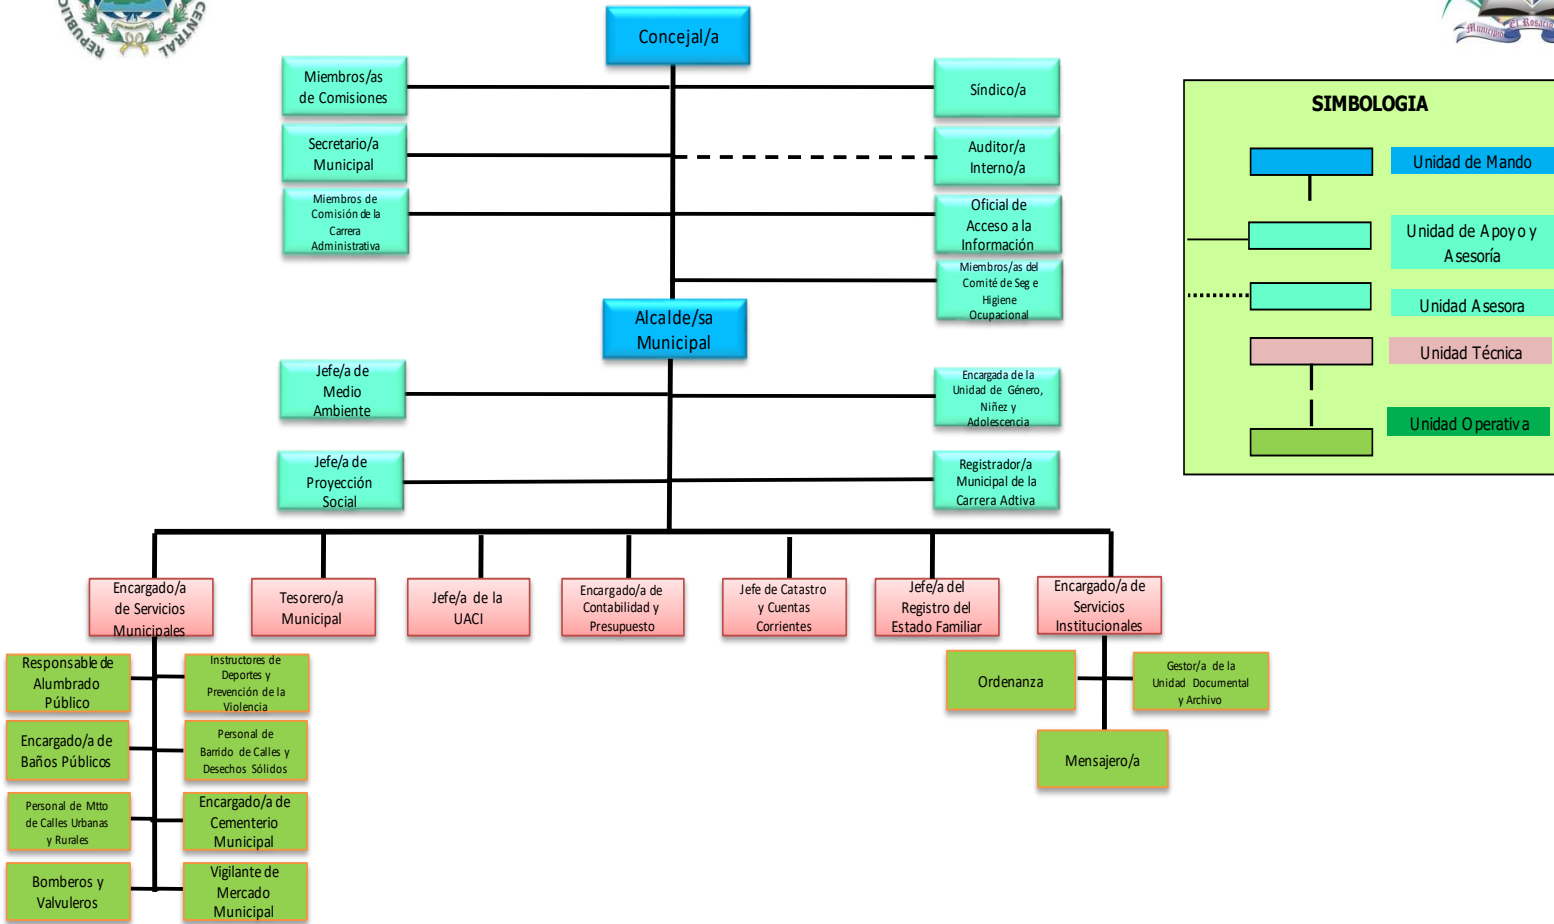 REPUBLIC
CENTRAL
Municipio El Rosario
Concejal/a
Miembros/as
de Comisiones
Síndico/a
Secretario/a
Municipal
Auditor/a
Interno/a
Miembros de
Comisión de la
Carrera
Administrativa
Oficial de
Acceso a la
Información
Miembros/as del
Comité de Seg e
Higiene
Ocupacional
Alcalde/sa
Municipal
Jefe/a de
Medio
Ambiente
Encargada de la
Unidad de Género,
Niñez y
Adolescencia
Jefe/a de
Proyección
Social
Registrador/a
Municipal de la
Carrera Adtiva
Encargado/a
de Servicios
Municipales
Tesorero/a
Municipal
Jefe/a de la
UACI
Encargado/a de
Contabilidad y
Presupuesto
Jefe de Catastro
y Cuentas
Corrientes
Jefe/a del
Registro del
Estado Familiar
Encargado/a de
Servicios
Institucionales
Responsable de
Alumbrado
Público
Instructores de
Deportes y
Prevención de la
Violencia
Encargado/a de
Baños Públicos
Personal de
Barrido de Calles y
Desechos Sólidos
Personal de Mtto
de Calles Urbanas
y Rurales
Encargado/a de
Cementerio
Municipal
Bomberos y
Valvuleros
Vigilante de
Mercado
Municipal
Ordenanza
Gestor/a de la
Unidad Documental
y Archivo
Mensajero/a
SIMBOLOGIA
Unidad de Mando
Unidad de Apoyo y
Asesoría
Unidad Asesora
Unidad Técnica
Unidad Operativa